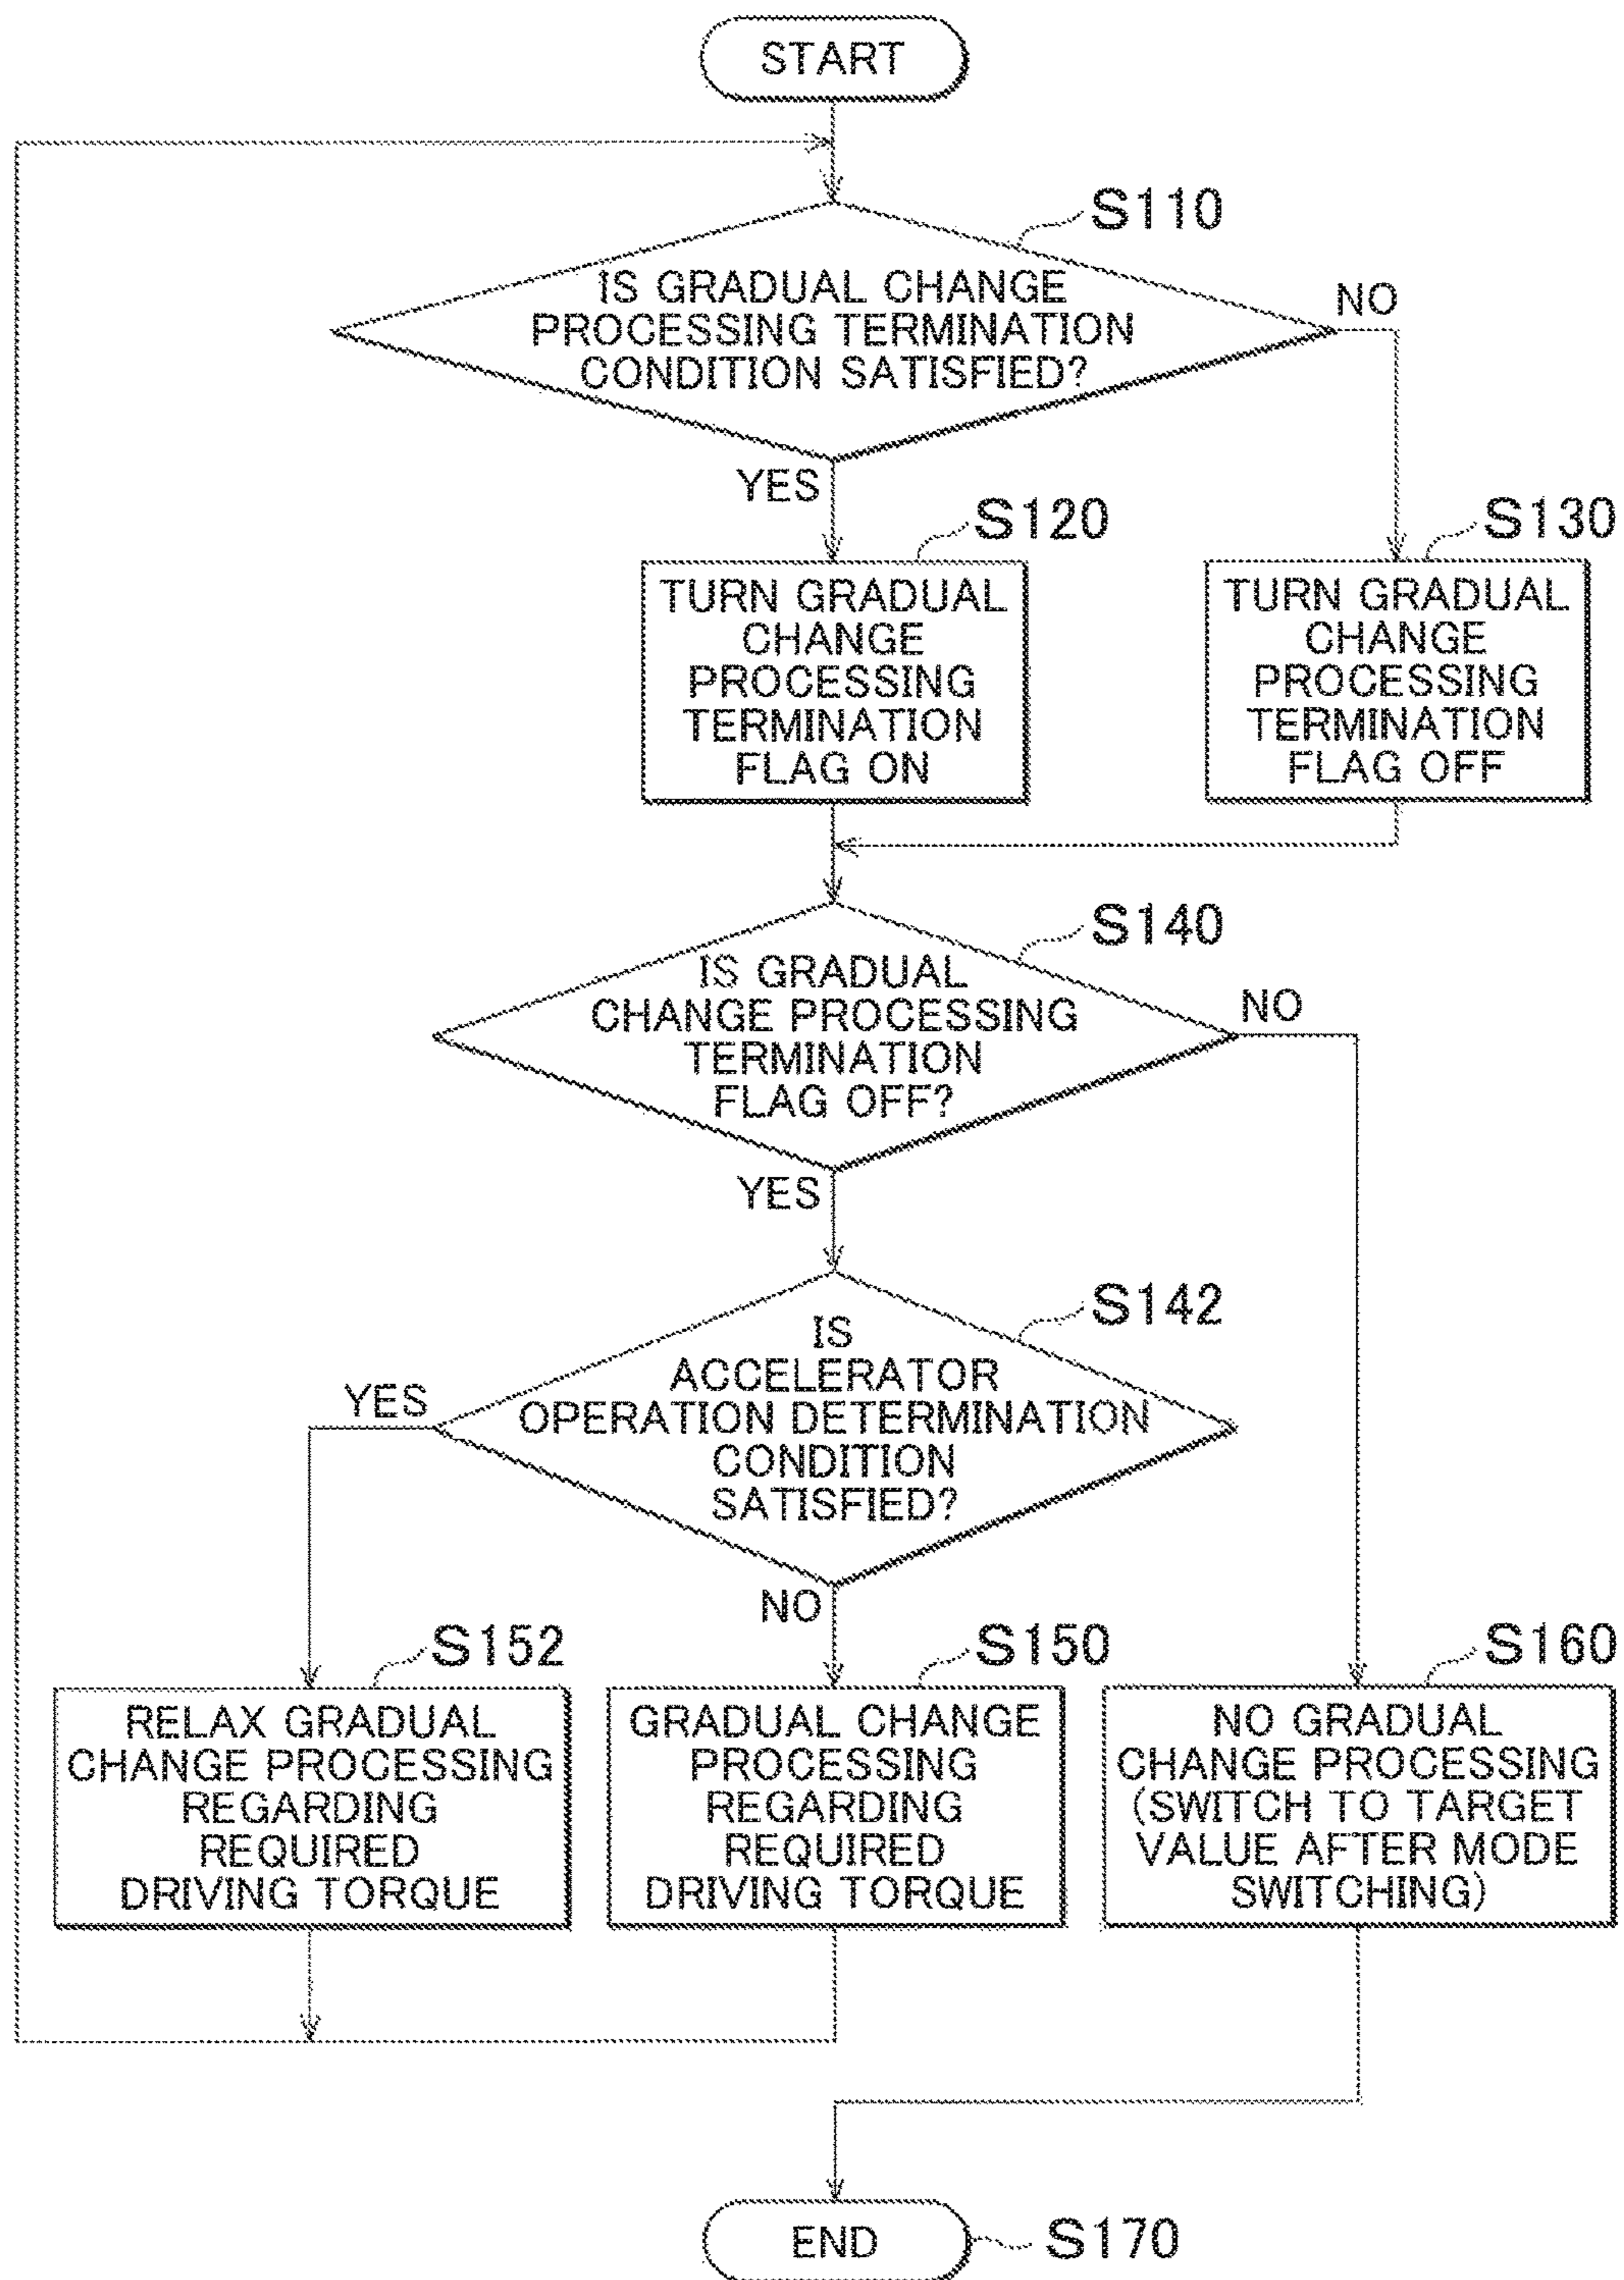 START
S110
IS GRADUAL CHANGE
PROCESSING TERMINATION
CONDITION SATISFIED?
NO
YES
S120
S130
TURN GRADUAL
CHANGE
PROCESSING
TERMINATION
FLAG ON
TURN GRADUAL
CHANGE
PROCESSING
TERMINATION
FLAG OFF
S140
IS GRADUAL
CHANGE PROCESSING
TERMINATION
FLAG OFF?
NO
YES
S142
IS
ACCELERATOR
OPERATION DETERMINATION
CONDITION
SATISFIED?
YES
NO
S152
S150
S160
RELAX GRADUAL
CHANGE PROCESSING
REGARDING
REQUIRED
DRIVING TORQUE
GRADUAL CHANGE
PROCESSING
REGARDING
REQUIRED
DRIVING TORQUE
NO GRADUAL
CHANGE PROCESSING
(SWITCH TO TARGET
VALUE AFTER MODE
SWITCHING)
END
S170